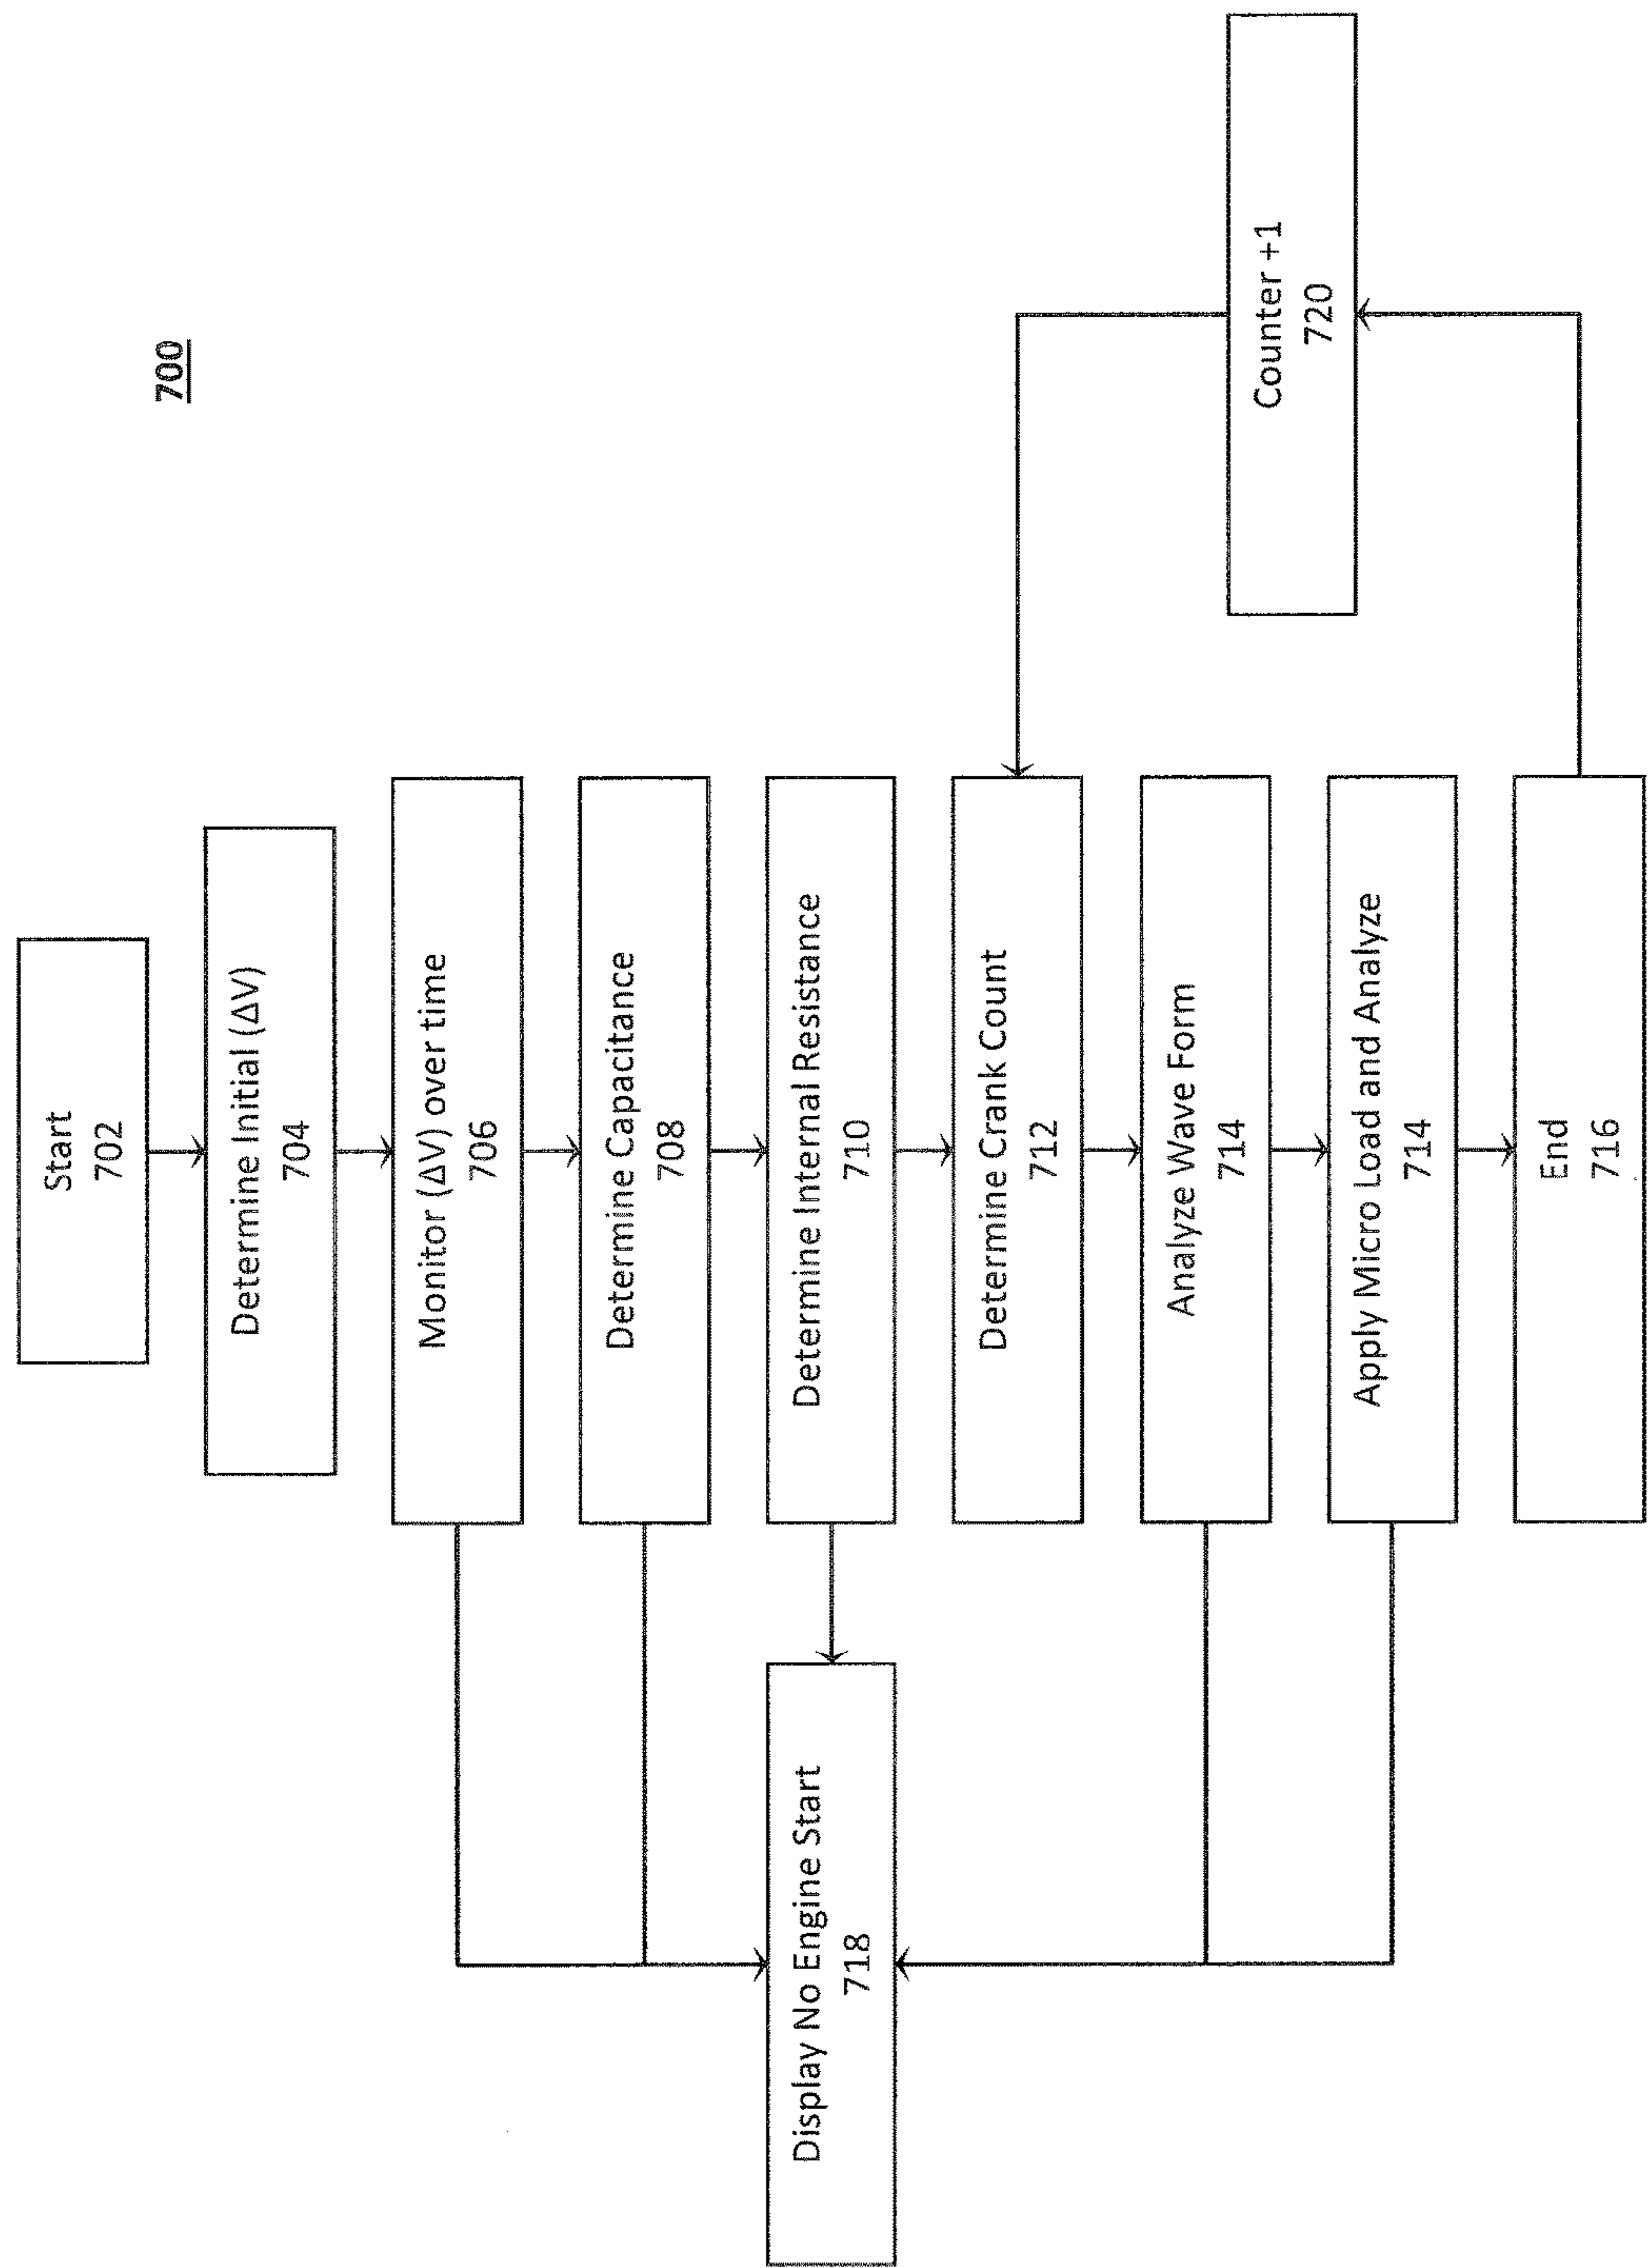 700
Start
702
Determine Initial (ΔV)
704
Monitor (ΔV) over time
706
Determine Capacitance
708
Determine Internal Resistance
710
Determine Crank Count
712
Analyze Wave Form
714
Apply Micro Load and Analyze
714
End
716
Display No Engine Start
718
Counter +1
720